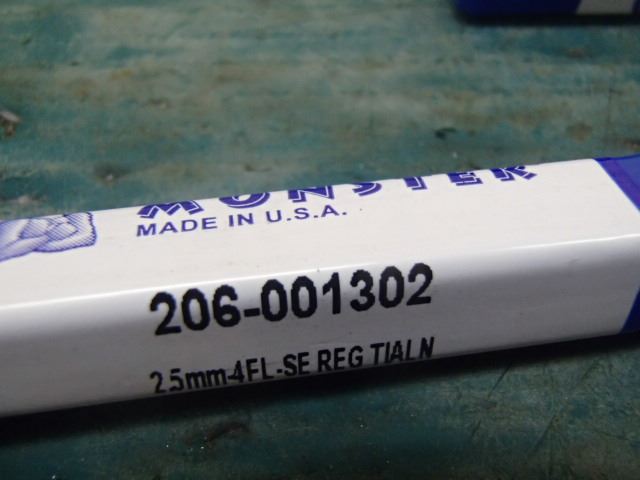 MONSTER
MADE IN U.S.A.
206-001302
2.5mm-4FL-SE REG TIALN